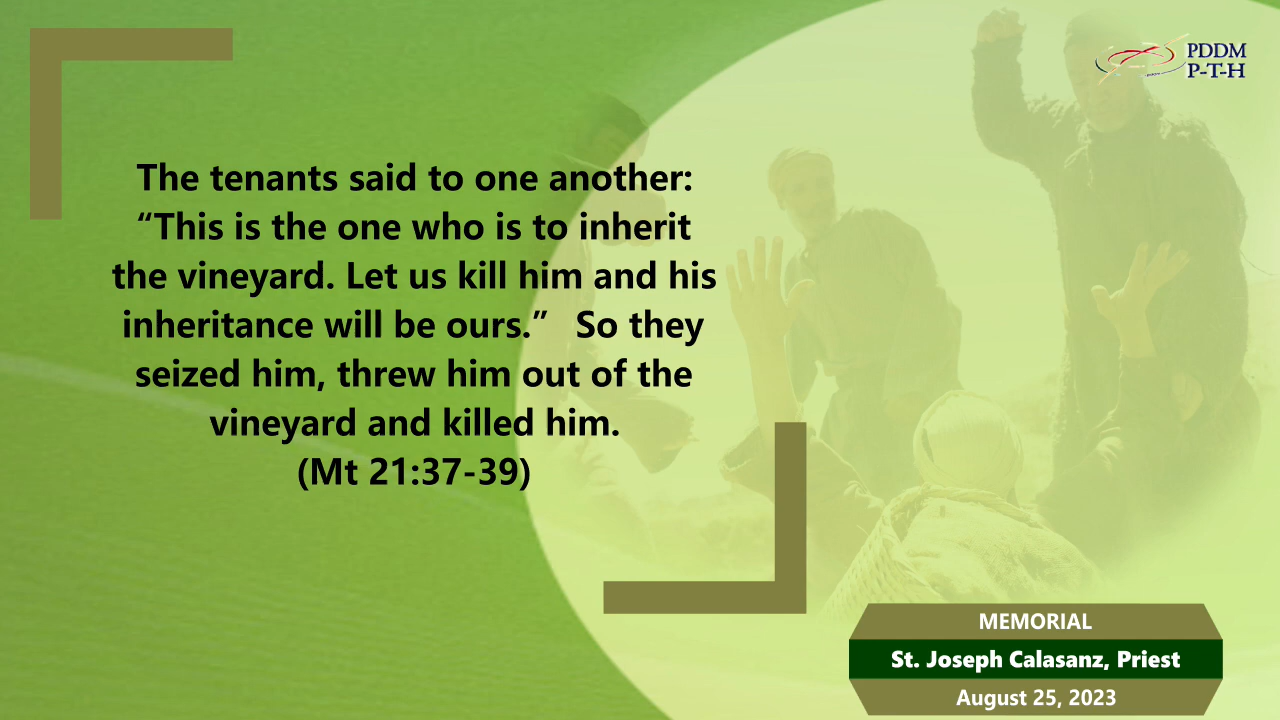 PDDM
P-T-H
The tenants said to one another:
“This is the one who is to inherit
the vineyard. Let us kill him and his
inheritance will be ours.”  So they
seized him, threw him out of the
vineyard and killed him.
(Mt 21:37-39)
MEMORIAL
St. Joseph Calasanz, Priest
August 25, 2023